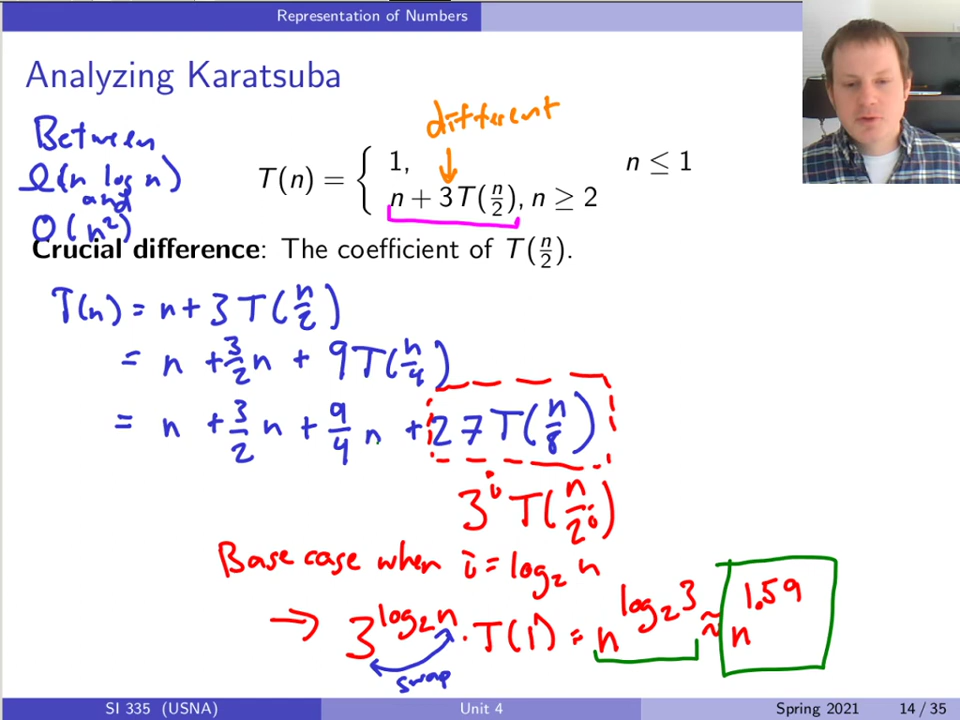 Representation of Numbers
Analyzing Karatsuba
Between
Θ(n log n)
and
O(n²)
different
↓
T(n) = { 1, n ≤ 1
n + 3T(n/2), n ≥ 2
Crucial difference: The coefficient of T(n/2).
T(n) = n + 3T(n/2)
= n + 3/2 n + 9T(n/4)
= n + 3/2 n + 9/4 n + 27T(n/8)
3^i T(n/2^i)
Base case when i = log₂ n
→ 3^(log₂ n) · T(1) = n^(log₂ 3) ≈ n^1.59
swap
SI 335 (USNA) Unit 4 Spring 2021 14 / 35